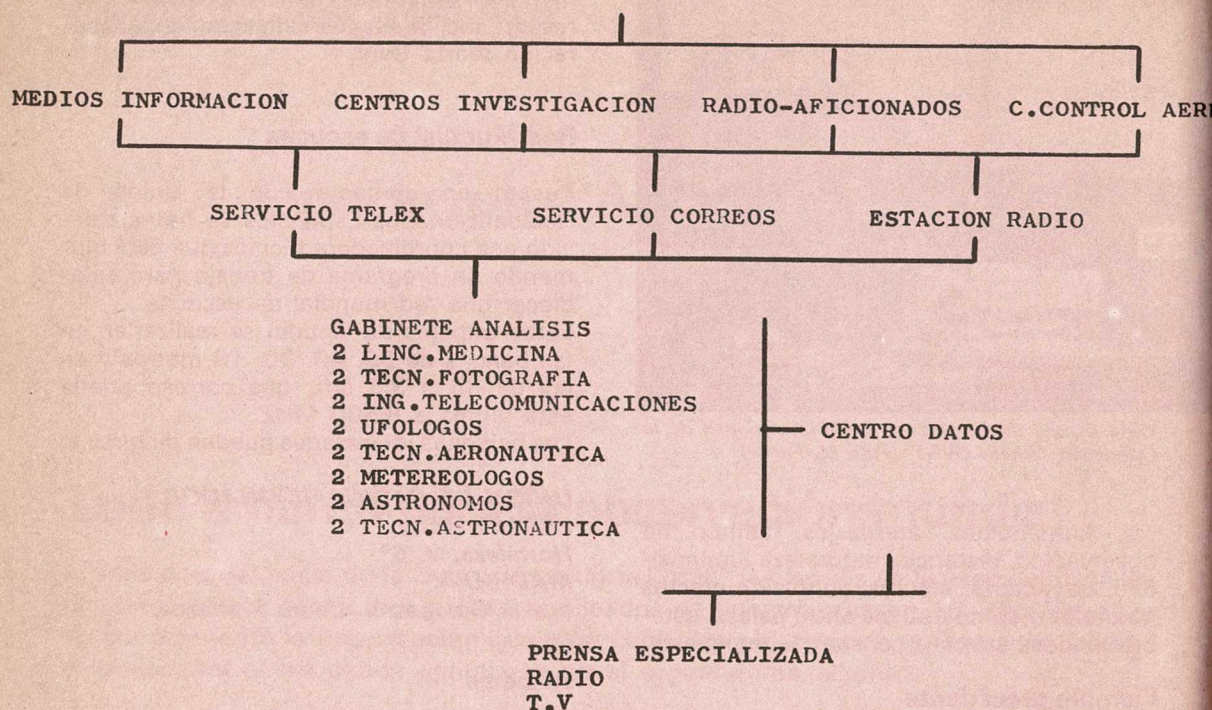 MEDIOS INFORMACION CENTROS INVESTIGACION RADIO-AFICIONADOS C.CONTROL
SERVICIO TELEX SERVICIO CORREOS ESTACION RADIO
GABINETE ANALISIS
2 LINC.MEDICINA
2 TECN.FOTOGRAFIA
2 ING.TELECOMUNICACIONES
2 UFOLOGOS
2 TECN.AERONAUTICA
2 METEREOLOGOS
2 ASTRONOMOS
2 TECN.ASTRONAUTICA
CENTRO DATOS
PRENSA ESPECIALIZADA
RADIO
T.V